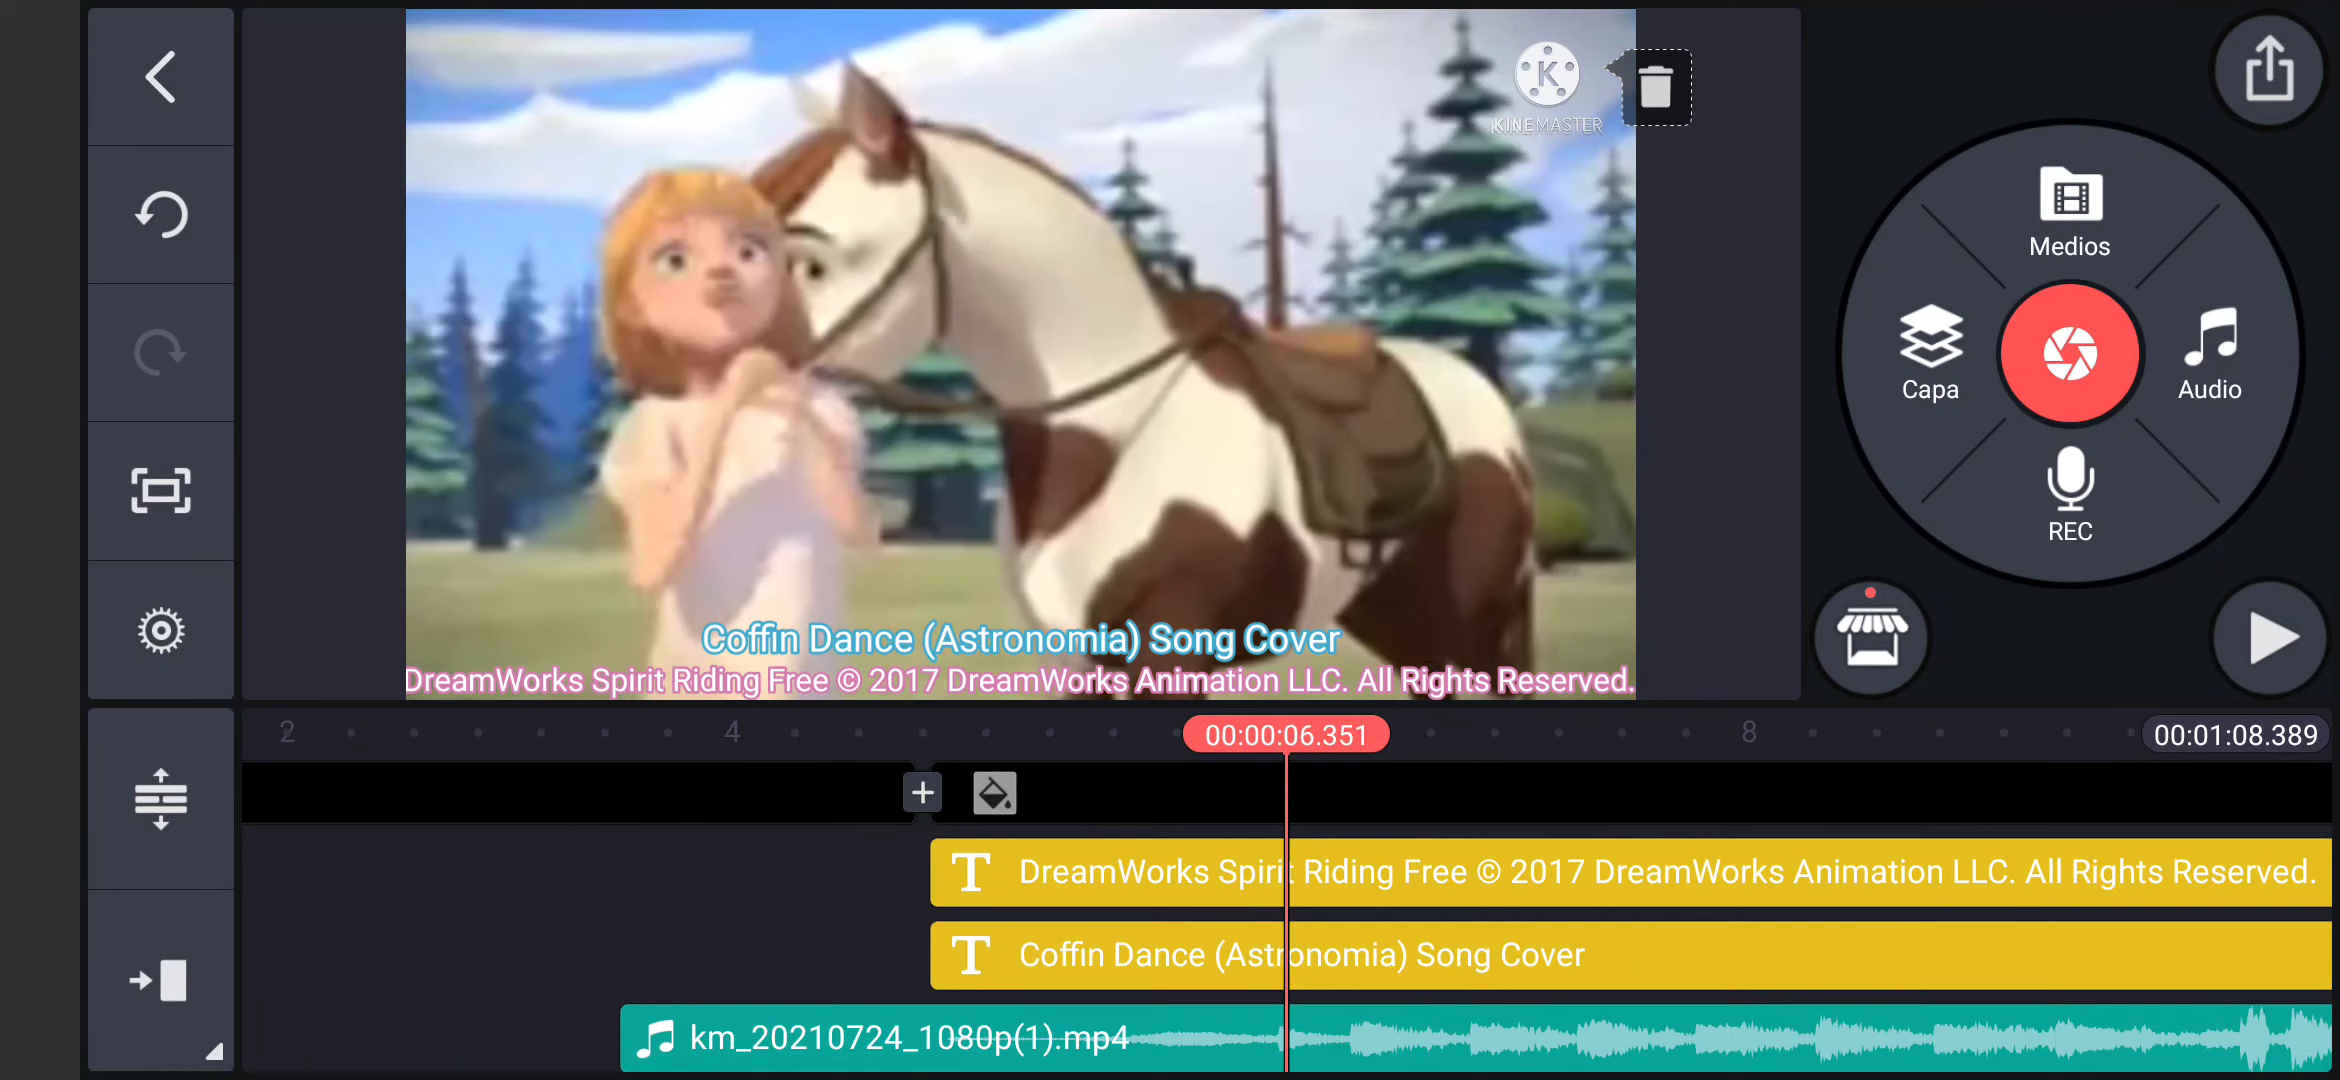 K
KINEMASTER
Medios
Capa
Audio
REC
Coffin Dance (Astronomia) Song Cover
DreamWorks Spirit Riding Free © 2017 DreamWorks Animation LLC. All Rights Reserved.
2
4
00:00:06.351
8
00:01:08.389
T DreamWorks Spirit Riding Free © 2017 DreamWorks Animation LLC. All Rights Reserved.
T Coffin Dance (Astronomia) Song Cover
km_20210724_1080p(1).mp4